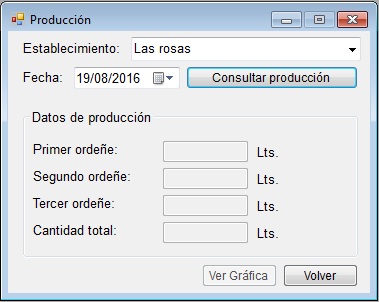 Producción
Establecimiento: Las rosas
Fecha: 19/08/2016 Consultar producción
Datos de producción
Primer ordeñe: Lts.
Segundo ordeñe: Lts.
Tercer ordeñe: Lts.
Cantidad total: Lts.
Ver Gráfica Volver